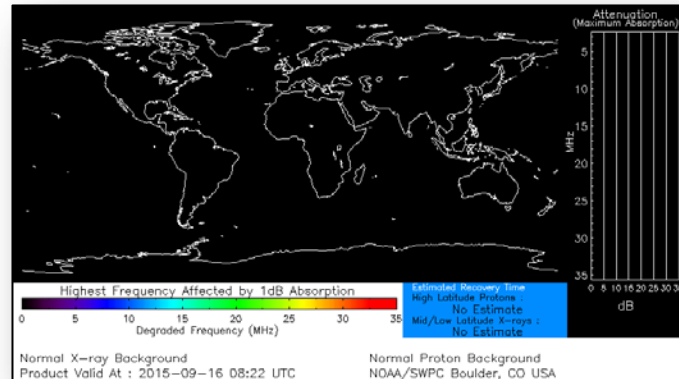 Attenuation
(Maximum Absorption)
5
10
15
MHz
20
25
30
35
0 5 10 15 20 25 30
dB
Highest Frequency Affected by 1dB Absorption
0 5 10 15 20 25 30 35
Degraded Frequency (MHz)
Estimated Recovery Time
High Latitude Protons :
No Estimate
Mid/Low Latitude X-rays :
No Estimate
Normal X-ray Background
Normal Proton Background
Product Valid At : 2015-09-16 08:22 UTC
NOAA/SWPC Boulder, CO USA